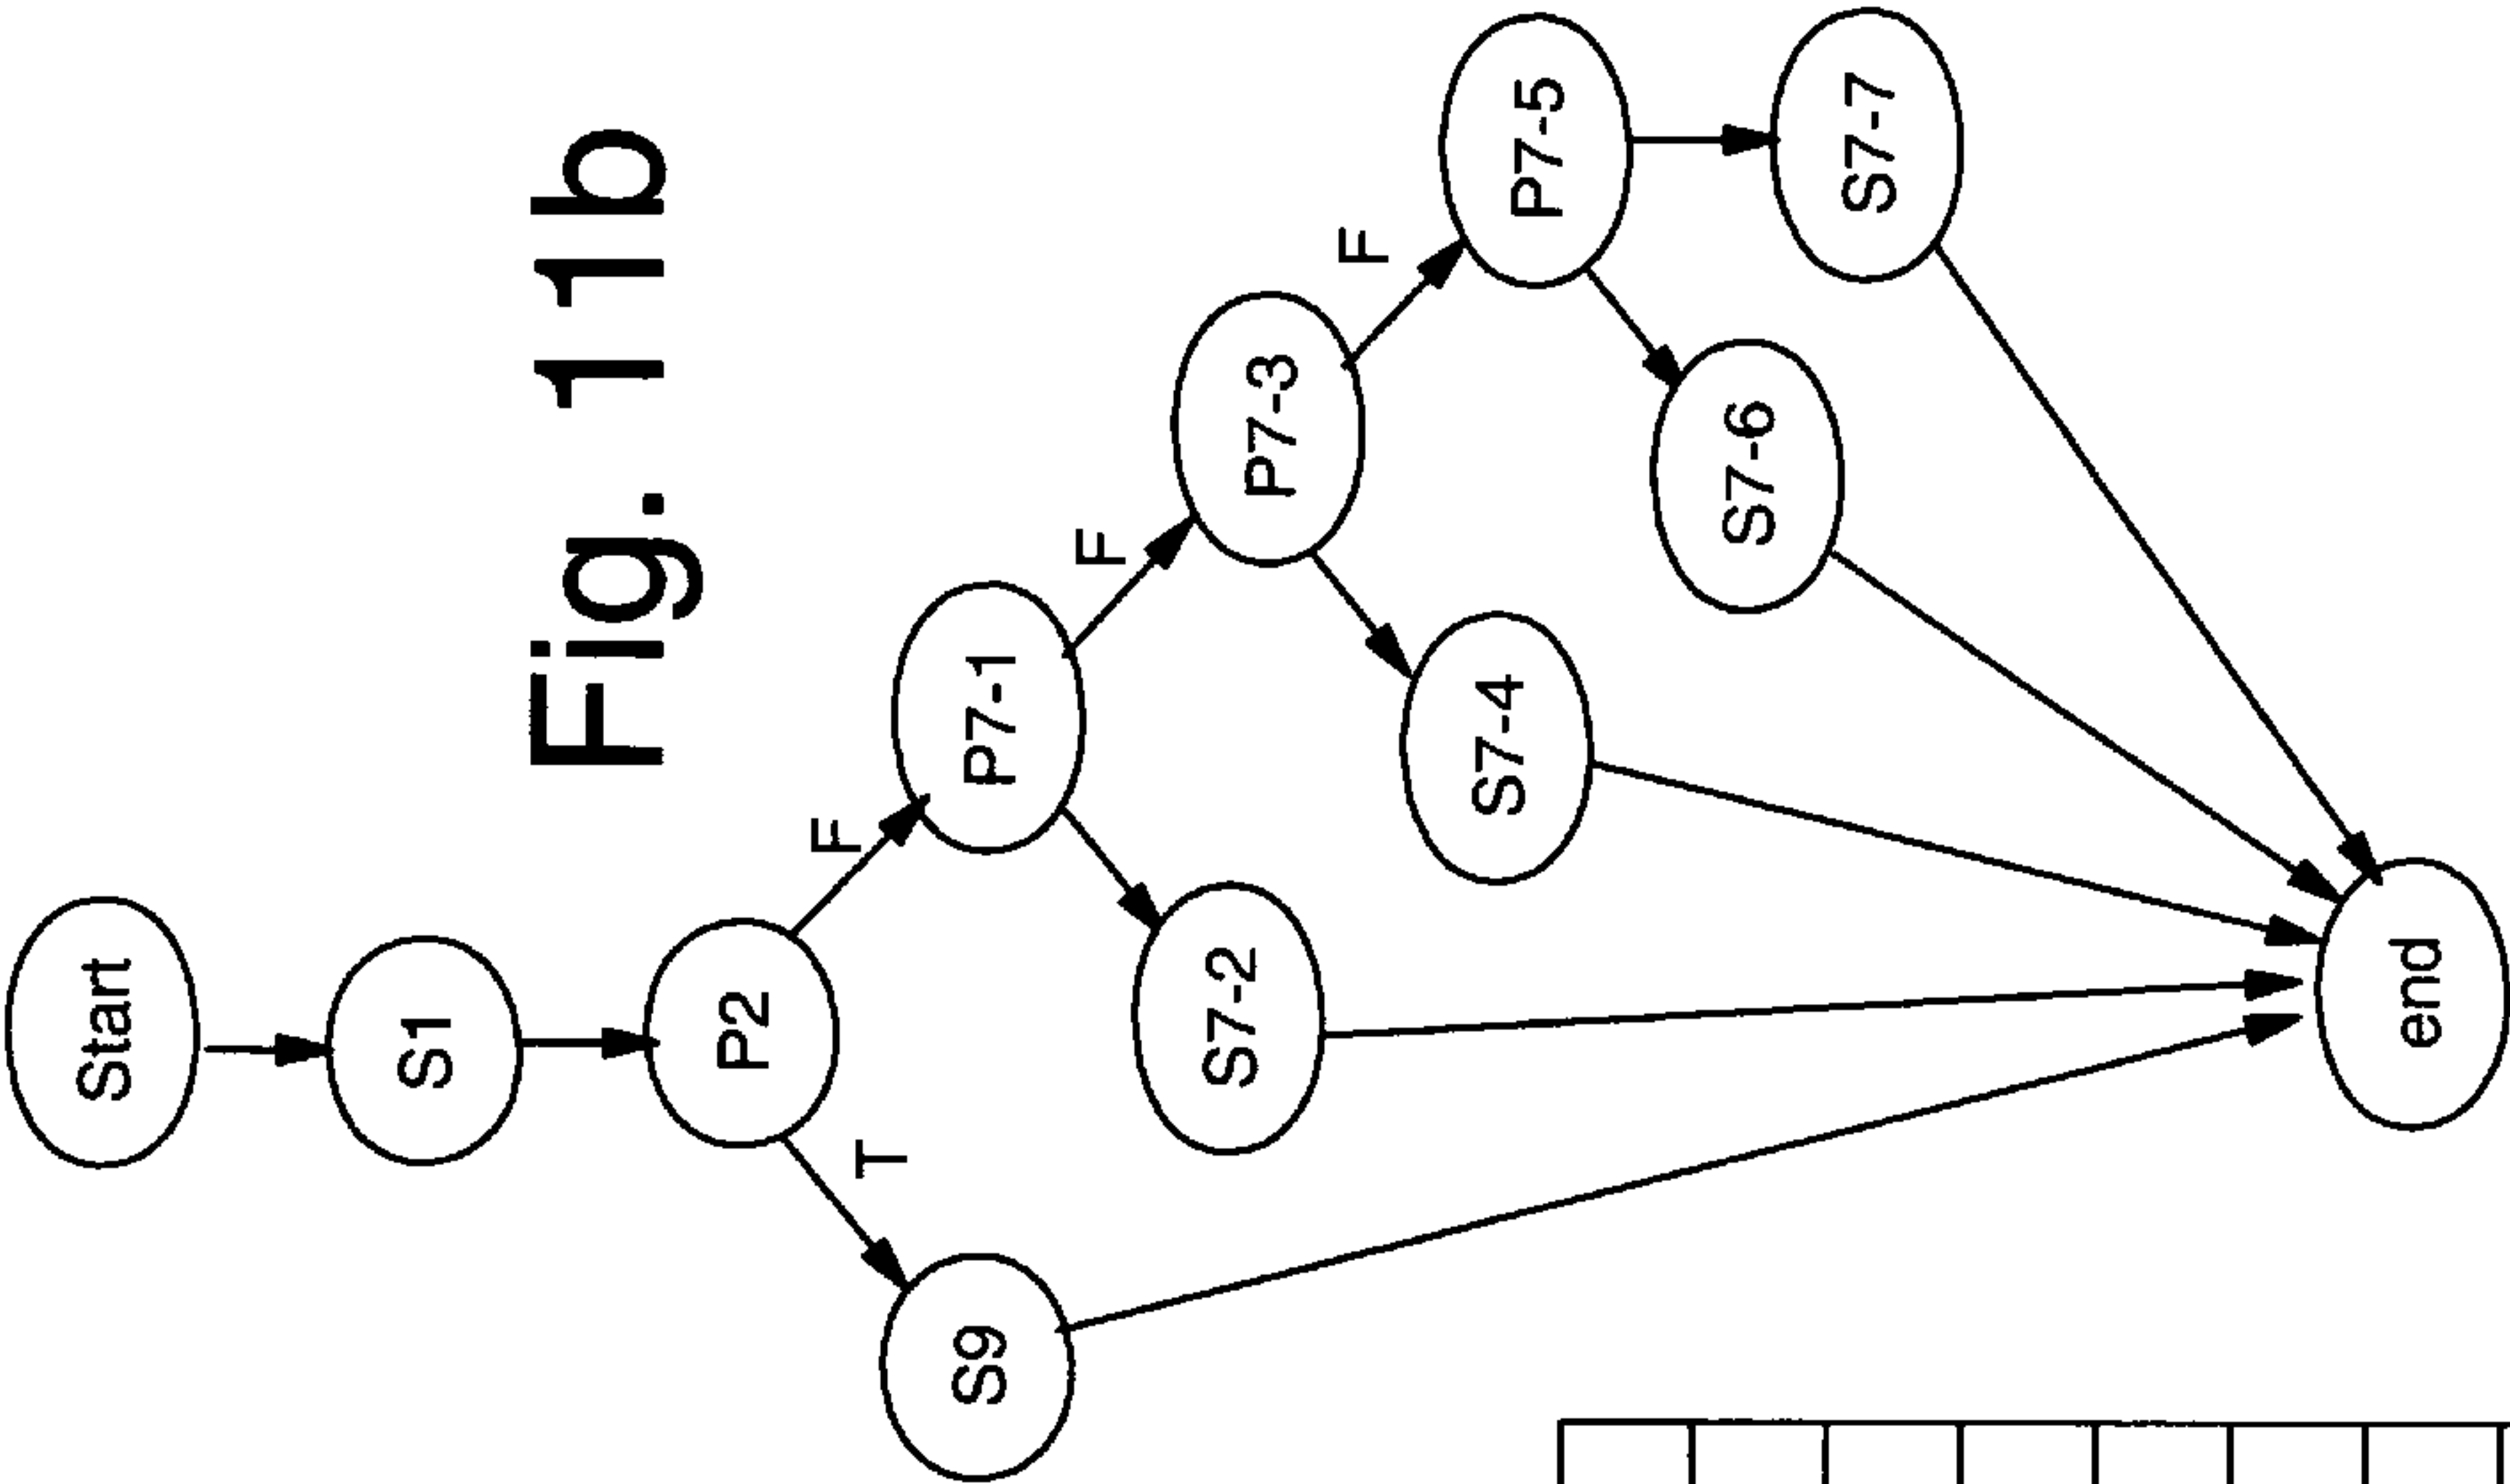 Fig. 11b
Start
S1
P2
T
F
S9
P7-1
F
S7-2
P7-3
F
S7-4
P7-5
S7-6
S7-7
end